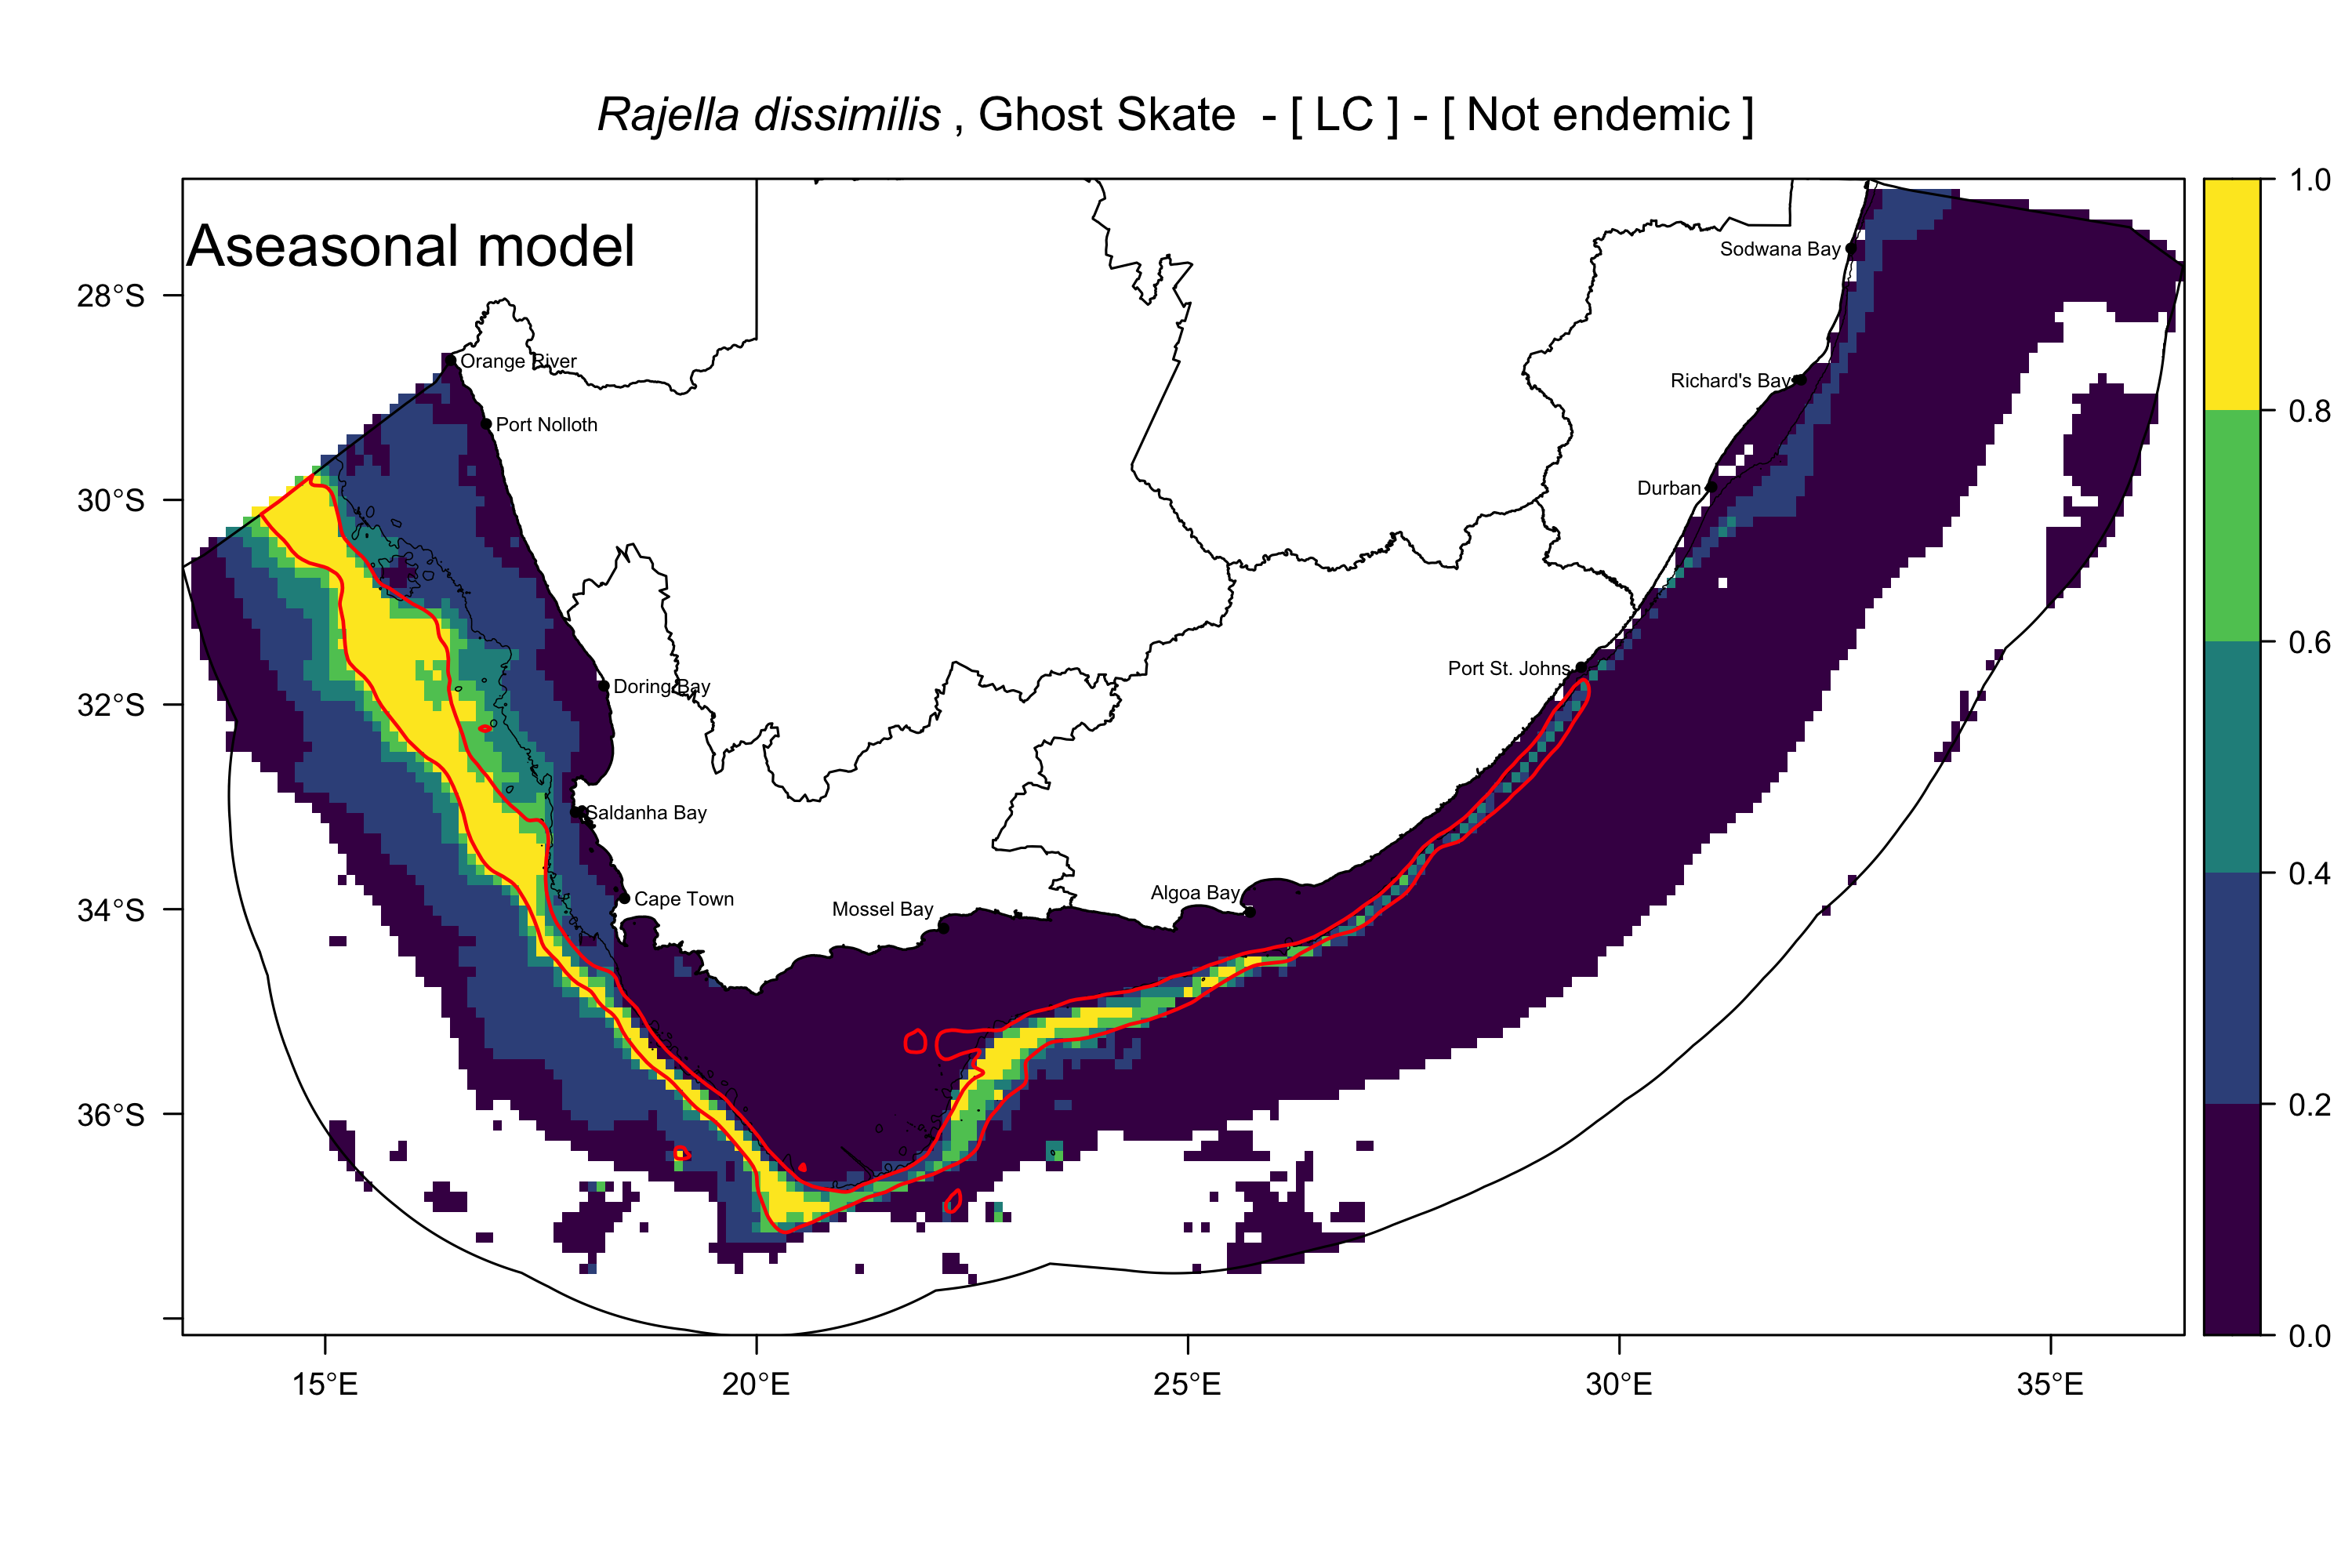 Rajella dissimilis , Ghost Skate - [ LC ] - [ Not endemic ]
Aseasonal model
Sodwana Bay
Orange River
Richard's Bay
Port Nolloth
Durban
Port St. Johns
Doring Bay
Saldanha Bay
Cape Town
Mossel Bay
Algoa Bay
28°S
30°S
32°S
34°S
36°S
15°E
20°E
25°E
30°E
35°E
1.0
0.8
0.6
0.4
0.2
0.0